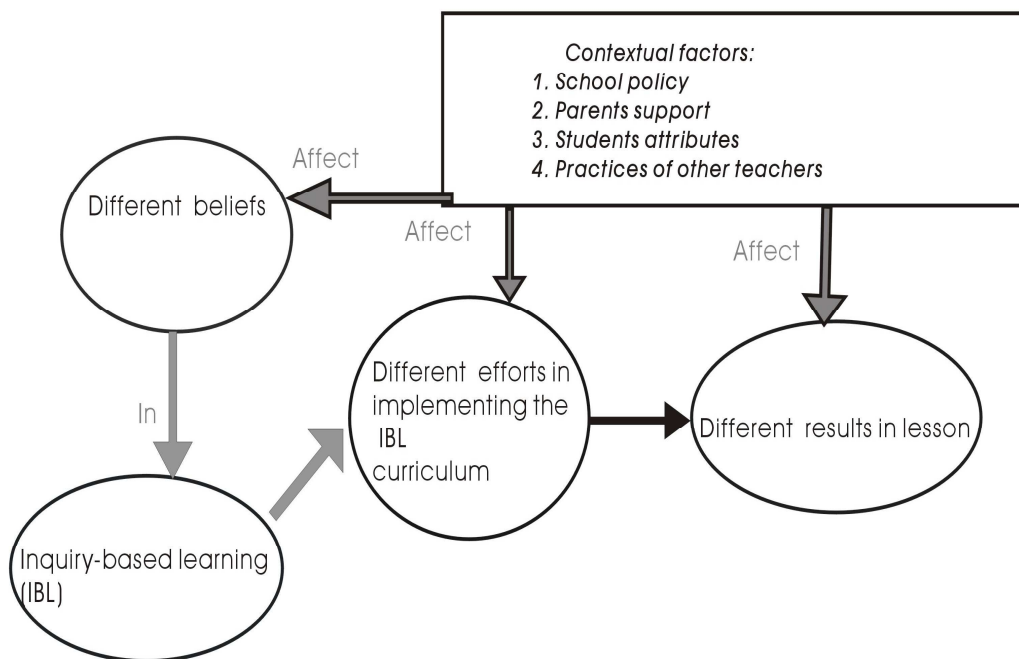 Contextual factors:
1. School policy
2. Parents support
3. Students attributes
4. Practices of other teachers
Affect
Different beliefs
Affect
Affect
In
Different efforts in
implementing the
IBL
curriculum
Different results in lesson
Inquiry-based learning
(IBL)